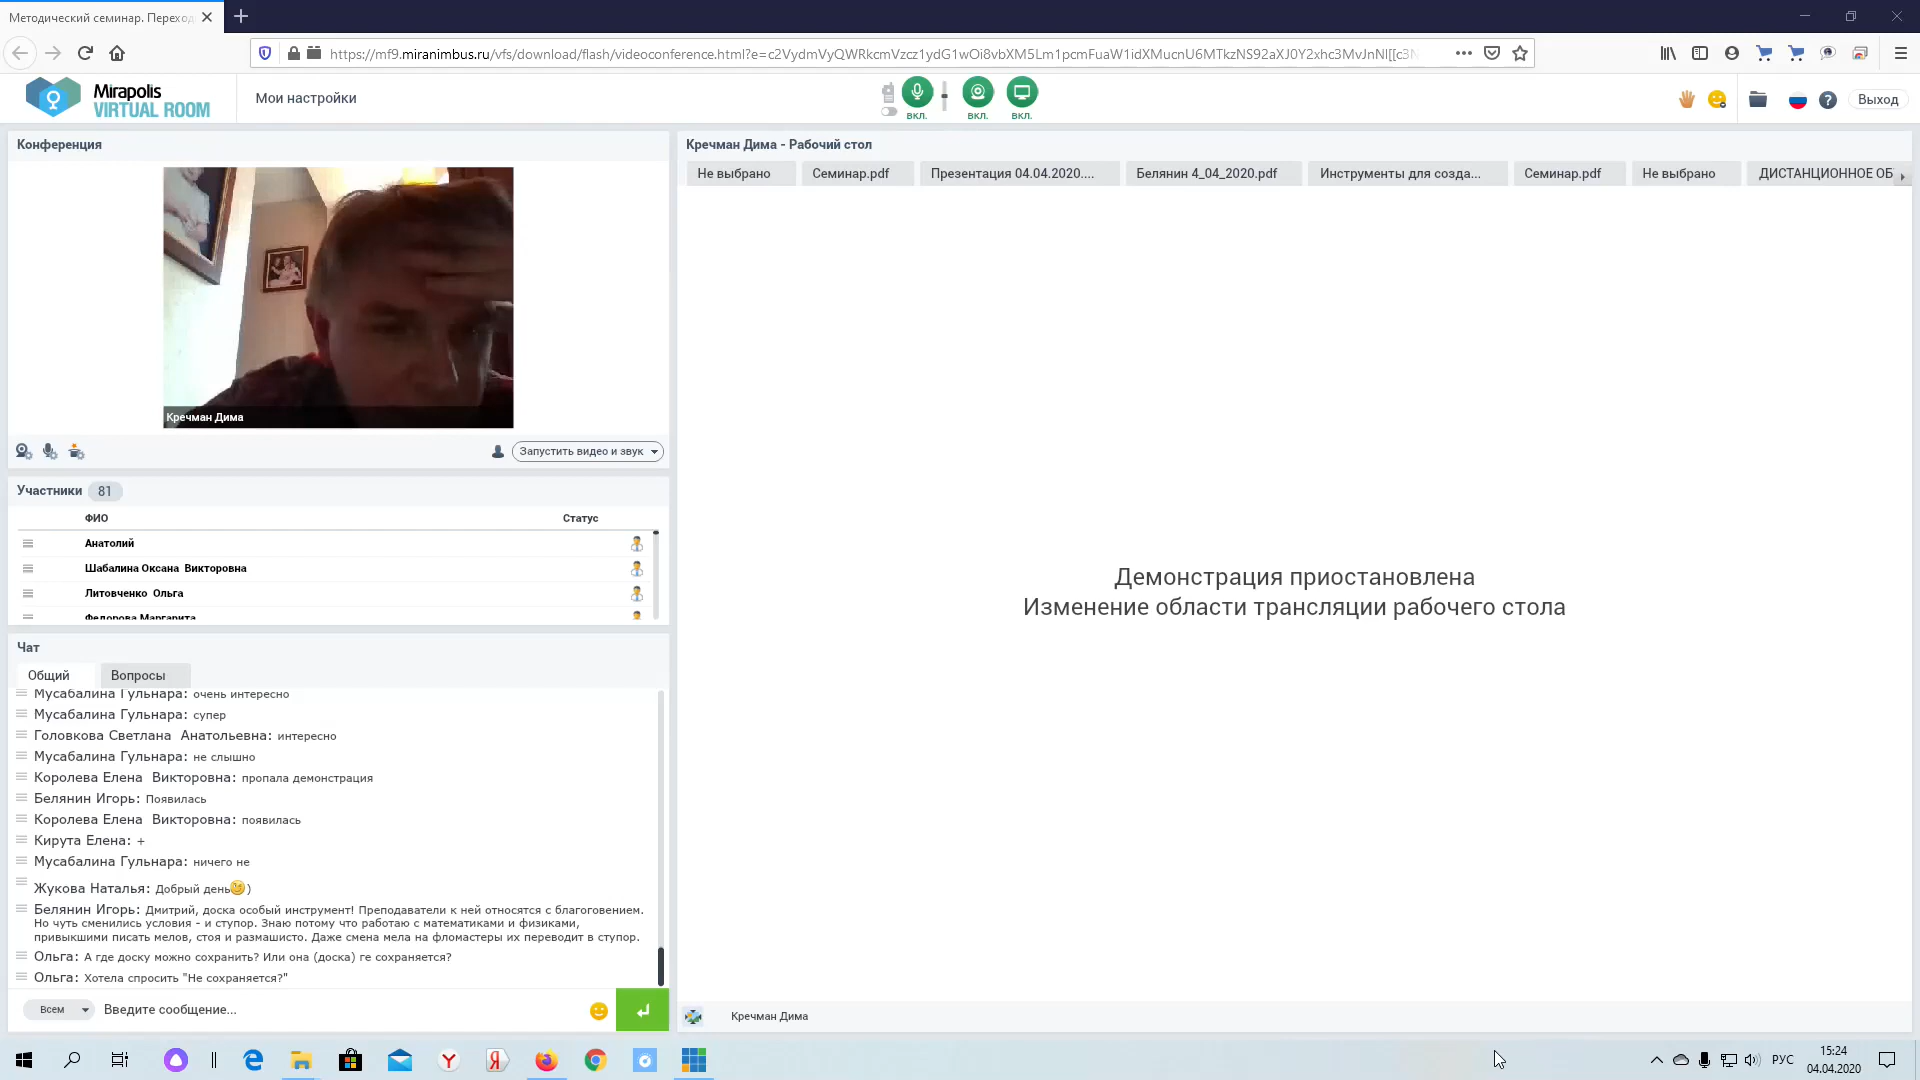 Методический семинар. Переход
https://mf9.miranimbus.ru/vfs/download/flash/videoconference.html?e=c2VydmVyQWRkcmVzcz1ydG1wOi8vbXM5Lm1pcmFuaW1idXMucnU6MTkzNS92aXJ0Y2xhc3MvJnNl[[c3N
Mirapolis
VIRTUAL ROOM
Мои настройки
вкл.
вкл.
вкл.
Выход
Конференция
Кречман Дима
Запустить видео и звук
Участники 81
ФИО Статус
Анатолий
Шабалина Оксана Викторовна
Литовченко Ольга
Федорова Маргарита
Чат
Общий Вопросы
Мусабалина Гульнара: очень интересно
Мусабалина Гульнара: супер
Головкова Светлана Анатольевна: интересно
Мусабалина Гульнара: не слышно
Королева Елена Викторовна: пропала демонстрация
Белянин Игорь: Появилась
Королева Елена Викторовна: появилась
Кирута Елена: +
Мусабалина Гульнара: ничего не
Жукова Наталья: Добрый день)
Белянин Игорь: Дмитрий, доска особый инструмент! Преподаватели к ней относятся с благоговением.
Но чуть сменились условия - и ступор. Знаю потому что работаю с математиками и физиками,
привыкшими писать мелов, стоя и размашисто. Даже смена мела на фломастеры их переводит в ступор.
Ольга: А где доску можно сохранить? Или она (доска) ге сохраняется?
Ольга: Хотела спросить "Не сохраняется?"
Всем Введите сообщение...
Кречман Дима - Рабочий стол
Не выбрано Семинар.pdf Презентация 04.04.2020.... Белянин 4_04_2020.pdf Инструменты для созда... Семинар.pdf Не выбрано ДИСТАНЦИОННОЕ ОБ
Демонстрация приостановлена
Изменение области трансляции рабочего стола
Кречман Дима
РУС
15:24
04.04.2020